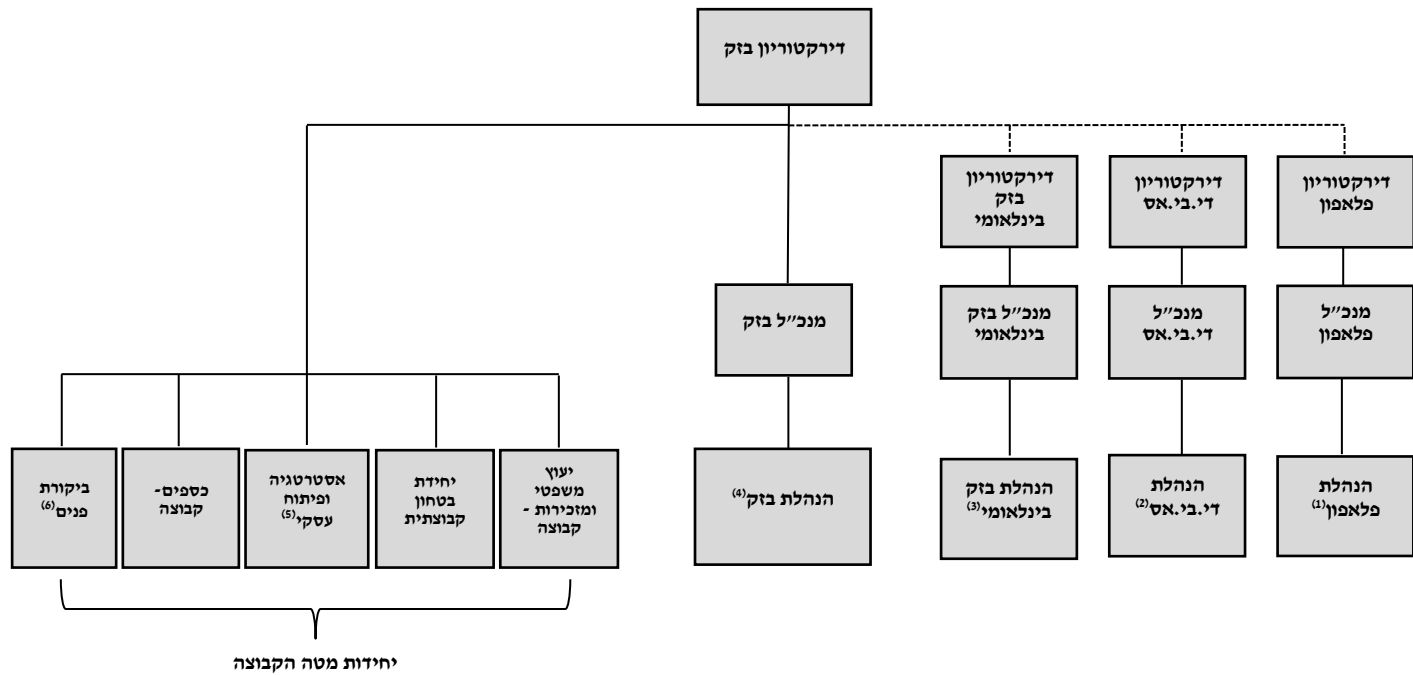 דירקטוריון בזק
דירקטוריון
פלאפון
דירקטוריון
די.בי.אס
דירקטוריון
בזק
בינלאומי
מנכ״ל
פלאפון
מנכ״ל
די.בי.אס
מנכ״ל בזק
בינלאומי
מנכ״ל בזק
הנהלת
פלאפון(1)
הנהלת
די.בי.אס(2)
הנהלת בזק
בינלאומי(3)
הנהלת בזק(4)
יעוץ
משפטי
ומזכירות -
קבוצה
יחידת
בטחון
קבוצתית
אסטרטגיה
ופיתוח
עסקי(5)
כספים-
קבוצה
ביקורת
פנים(6)
יחידות מטה הקבוצה